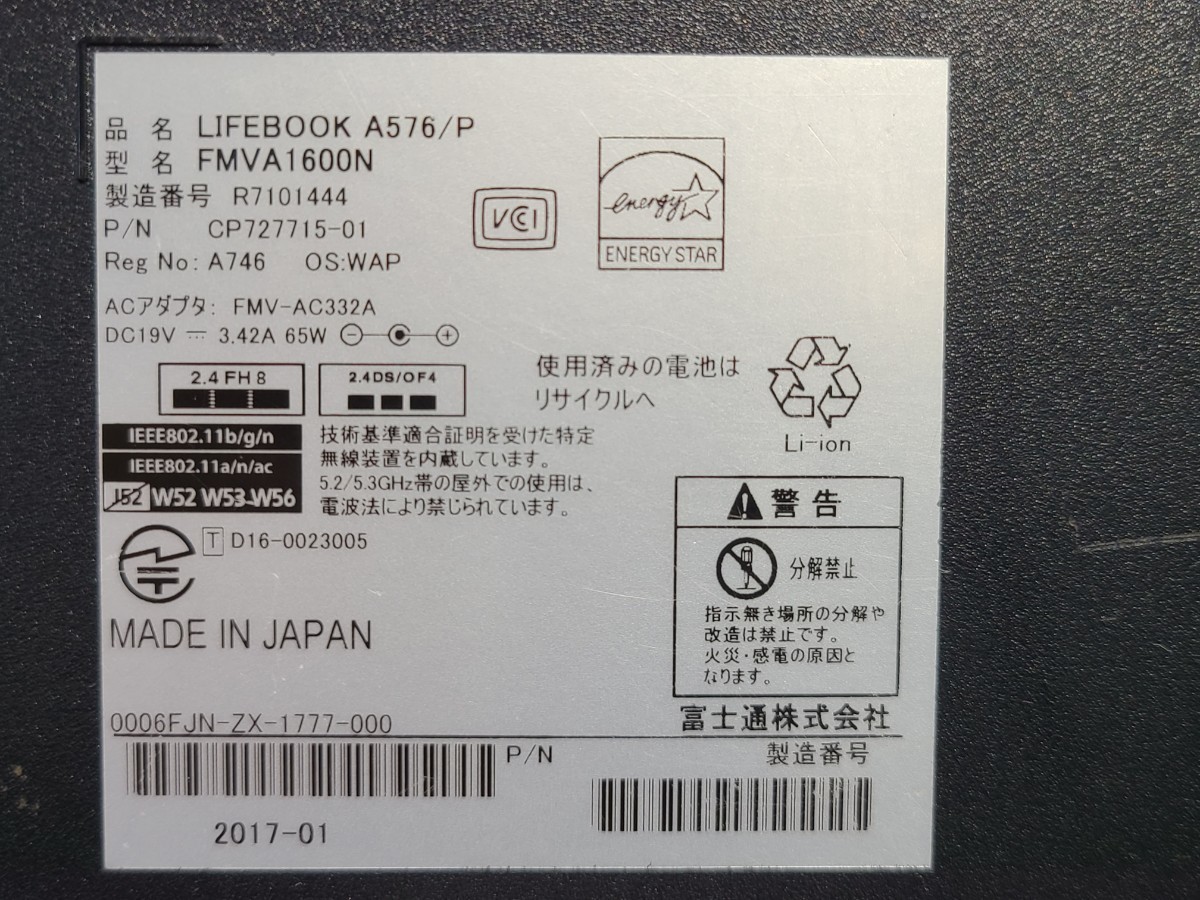 品 名 LIFEBOOK A576/P
型 名 FMVA1600N
製造番号 R7101444
P/N CP727715-01
Reg No: A746 OS:WAP
VCCI
energy
ENERGY STAR
ACアダプタ: FMV-AC332A
DC19V ⎓ 3.42A 65W
2.4 FH 8
2.4DS/OF4
使用済みの電池は
リサイクルへ
Li-ion
IEEE802.11b/g/n
IEEE802.11a/n/ac
J52 W52 W53 W56
技術基準適合証明を受けた特定
無線装置を内蔵しています。
5.2/5.3GHz帯の屋外での使用は、
電波法により禁じられています。
T D16-0023005
MADE IN JAPAN
警告
分解禁止
指示無き場所の分解や
改造は禁止です。
火災・感電の原因と
なります。
0006FJN-ZX-1777-000
富士通株式会社
P/N
製造番号
2017-01